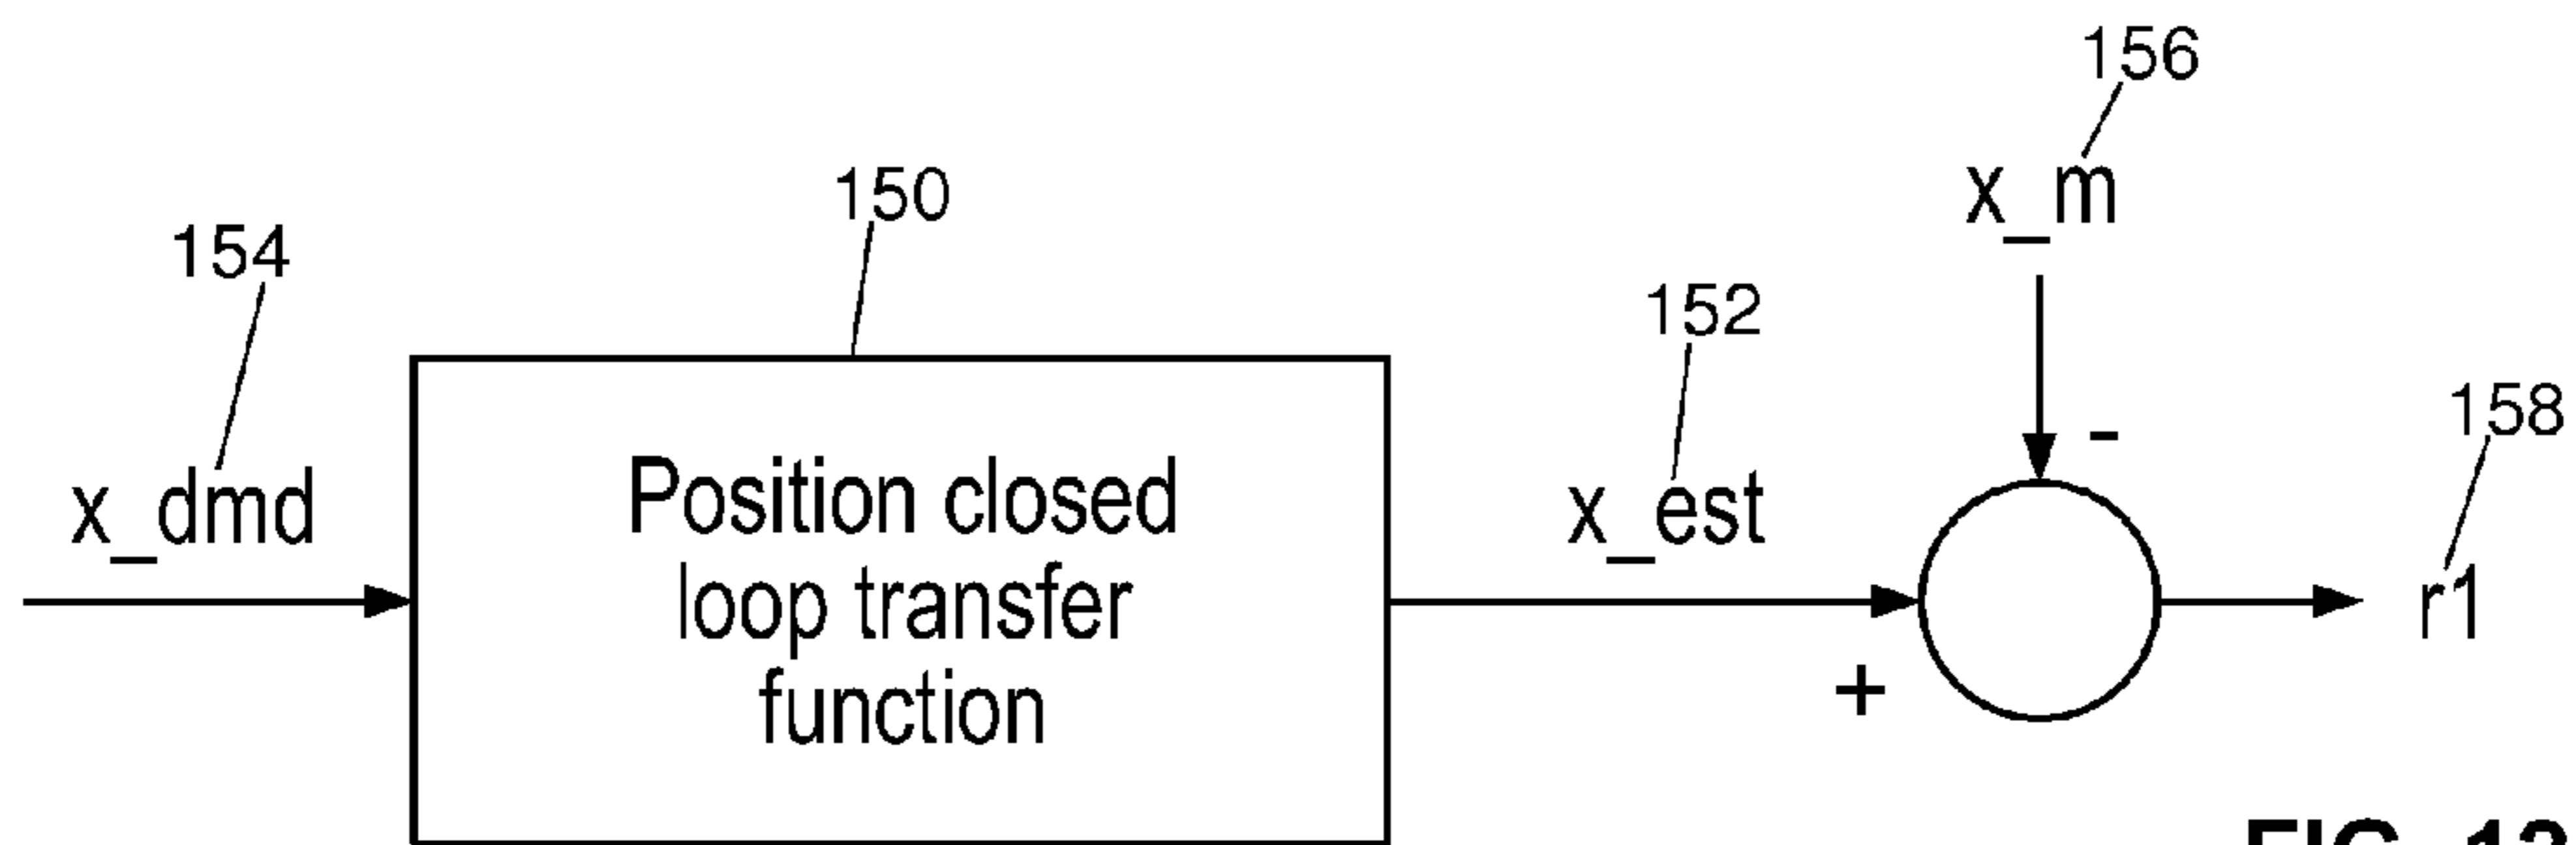 156
x_m
150
154
152
158
x_dmd
Position closed
loop transfer
function
x_est
-
+
r1